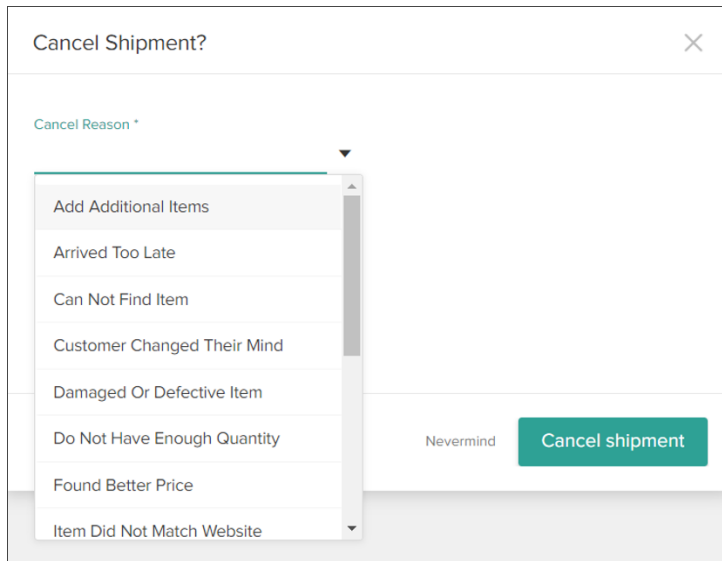 Cancel Shipment?
Cancel Reason *
Add Additional Items
Arrived Too Late
Can Not Find Item
Customer Changed Their Mind
Damaged Or Defective Item
Do Not Have Enough Quantity
Found Better Price
Item Did Not Match Website
Nevermind
Cancel shipment